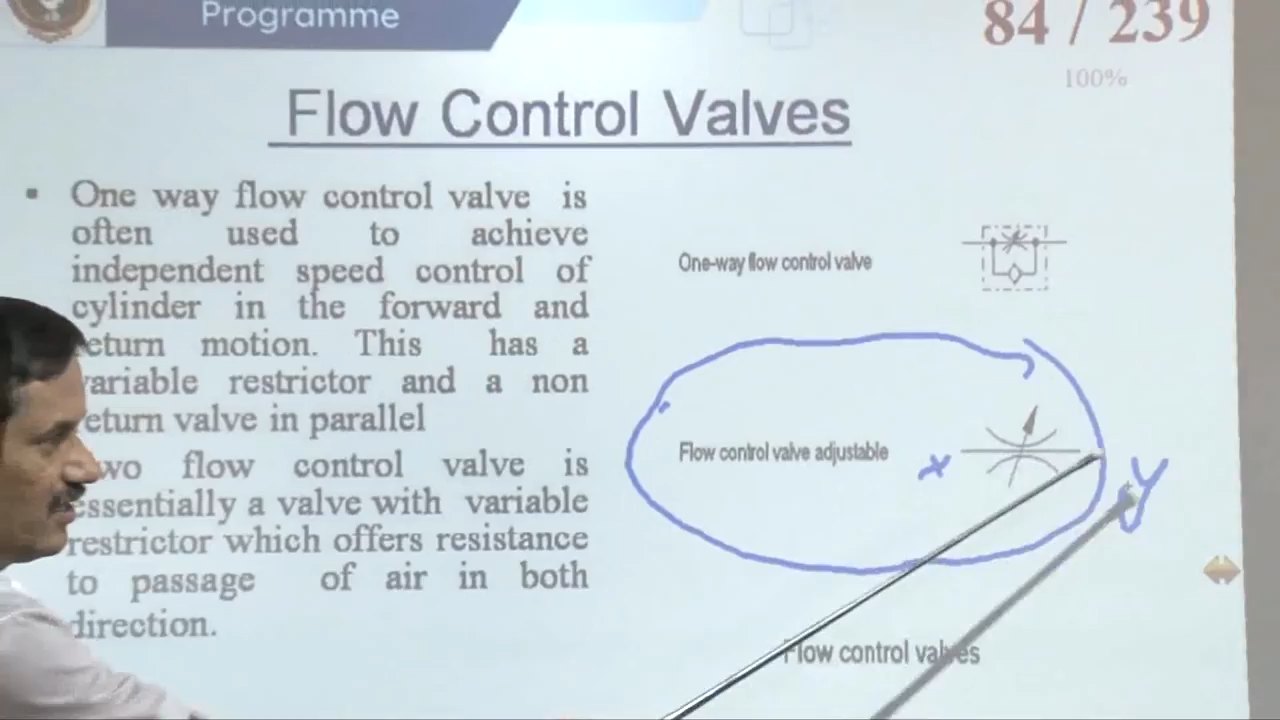 Programme
84 / 239
100%
Flow Control Valves
▪ One way flow control valve is
often used to achieve
independent speed control of
cylinder in the forward and
eturn motion. This has a
variable restrictor and a non
eturn valve in parallel
wo flow control valve is
essentially a valve with variable
restrictor which offers resistance
to passage of air in both
direction.
One-way flow control valve
Flow control valve adjustable
x
y
Flow control valves